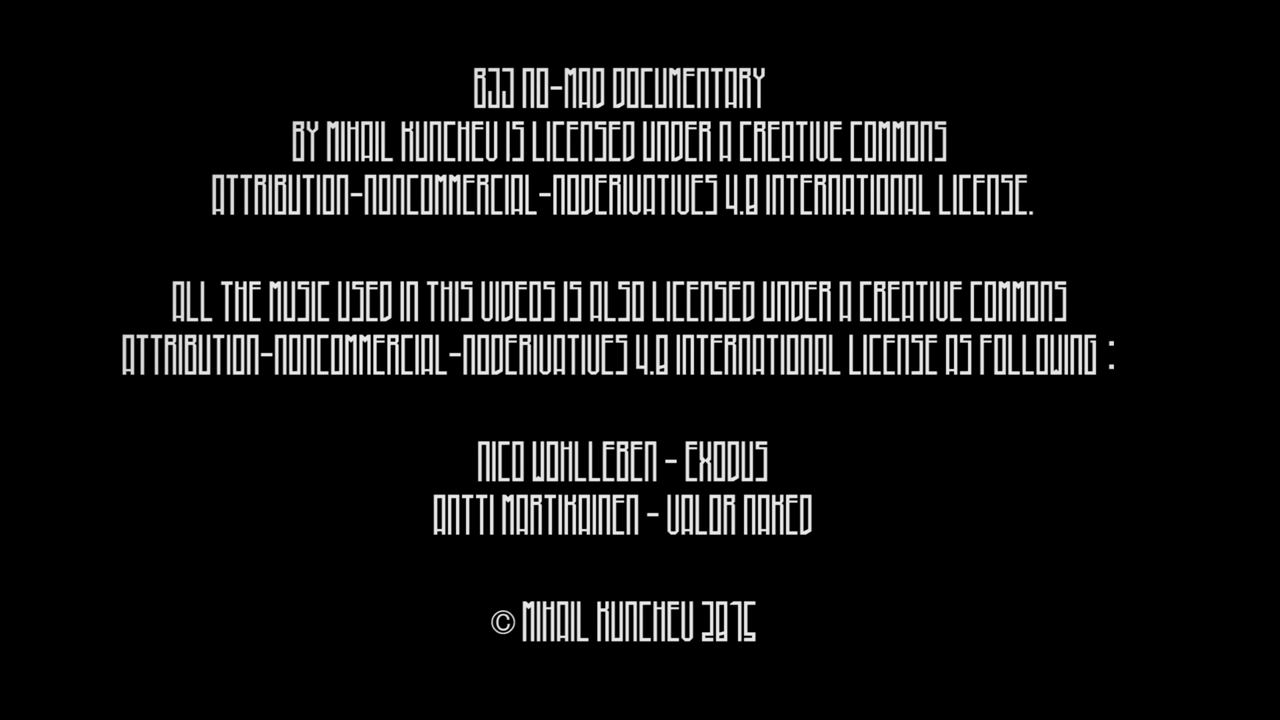 BJJ NO-MAD DOCUMENTARY
BY MIHAIL KUNCHEV IS LICENSED UNDER A CREATIVE COMMONS
ATTRIBUTION-NONCOMMERCIAL-NODERIVATIVES 4.0 INTERNATIONAL LICENSE.
ALL THE MUSIC USED IN THIS VIDEOS IS ALSO LICENSED UNDER A CREATIVE COMMONS
ATTRIBUTION-NONCOMMERCIAL-NODERIVATIVES 4.0 INTERNATIONAL LICENSE AS FOLLOWING :
NICO WOHLLEBEN - EXODUS
ANTTI MARTIKAINEN - VALOR NAKED
© MIHAIL KUNCHEV 2015